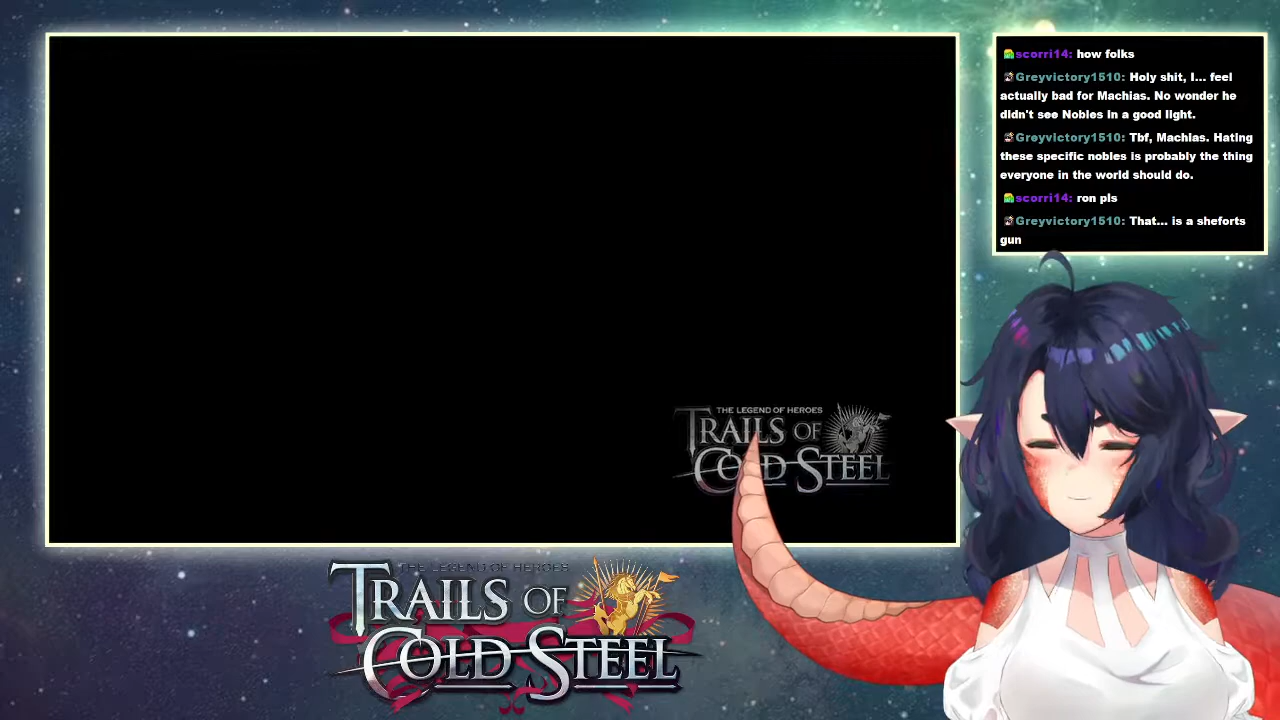 scorri14: how folks
Greyvictory1510: Holy shit, I... feel
actually bad for Machias. No wonder he
didn't see Nobles in a good light.
Greyvictory1510: Tbf, Machias. Hating
these specific nobles is probably the thing
everyone in the world should do.
scorri14: ron pls
Greyvictory1510: That... is a sheforts
gun
THE LEGEND OF HEROES
TRAILS OF
COLD STEEL
THE LEGEND OF HEROES
TRAILS OF
COLD STEEL